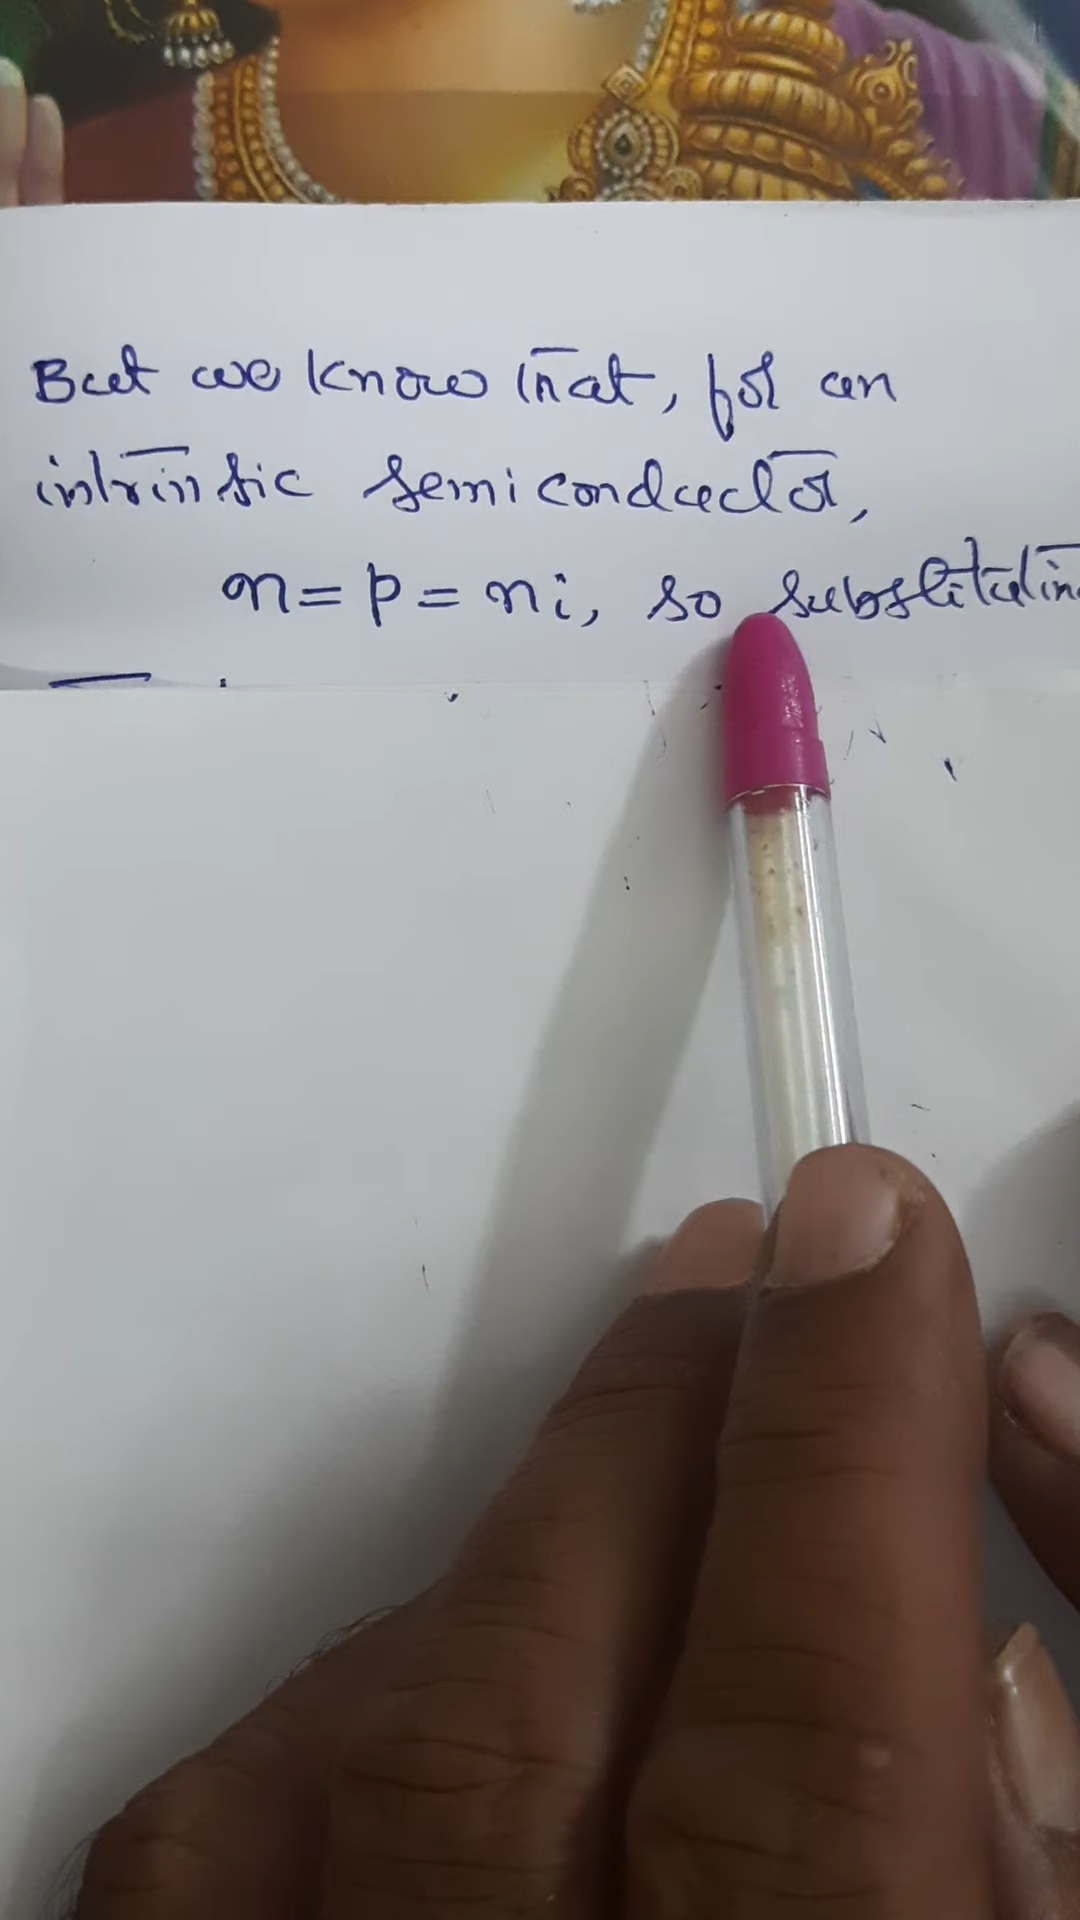 But we know that, for an
intrinsic semiconductor,
n = p = ni, so substitutin